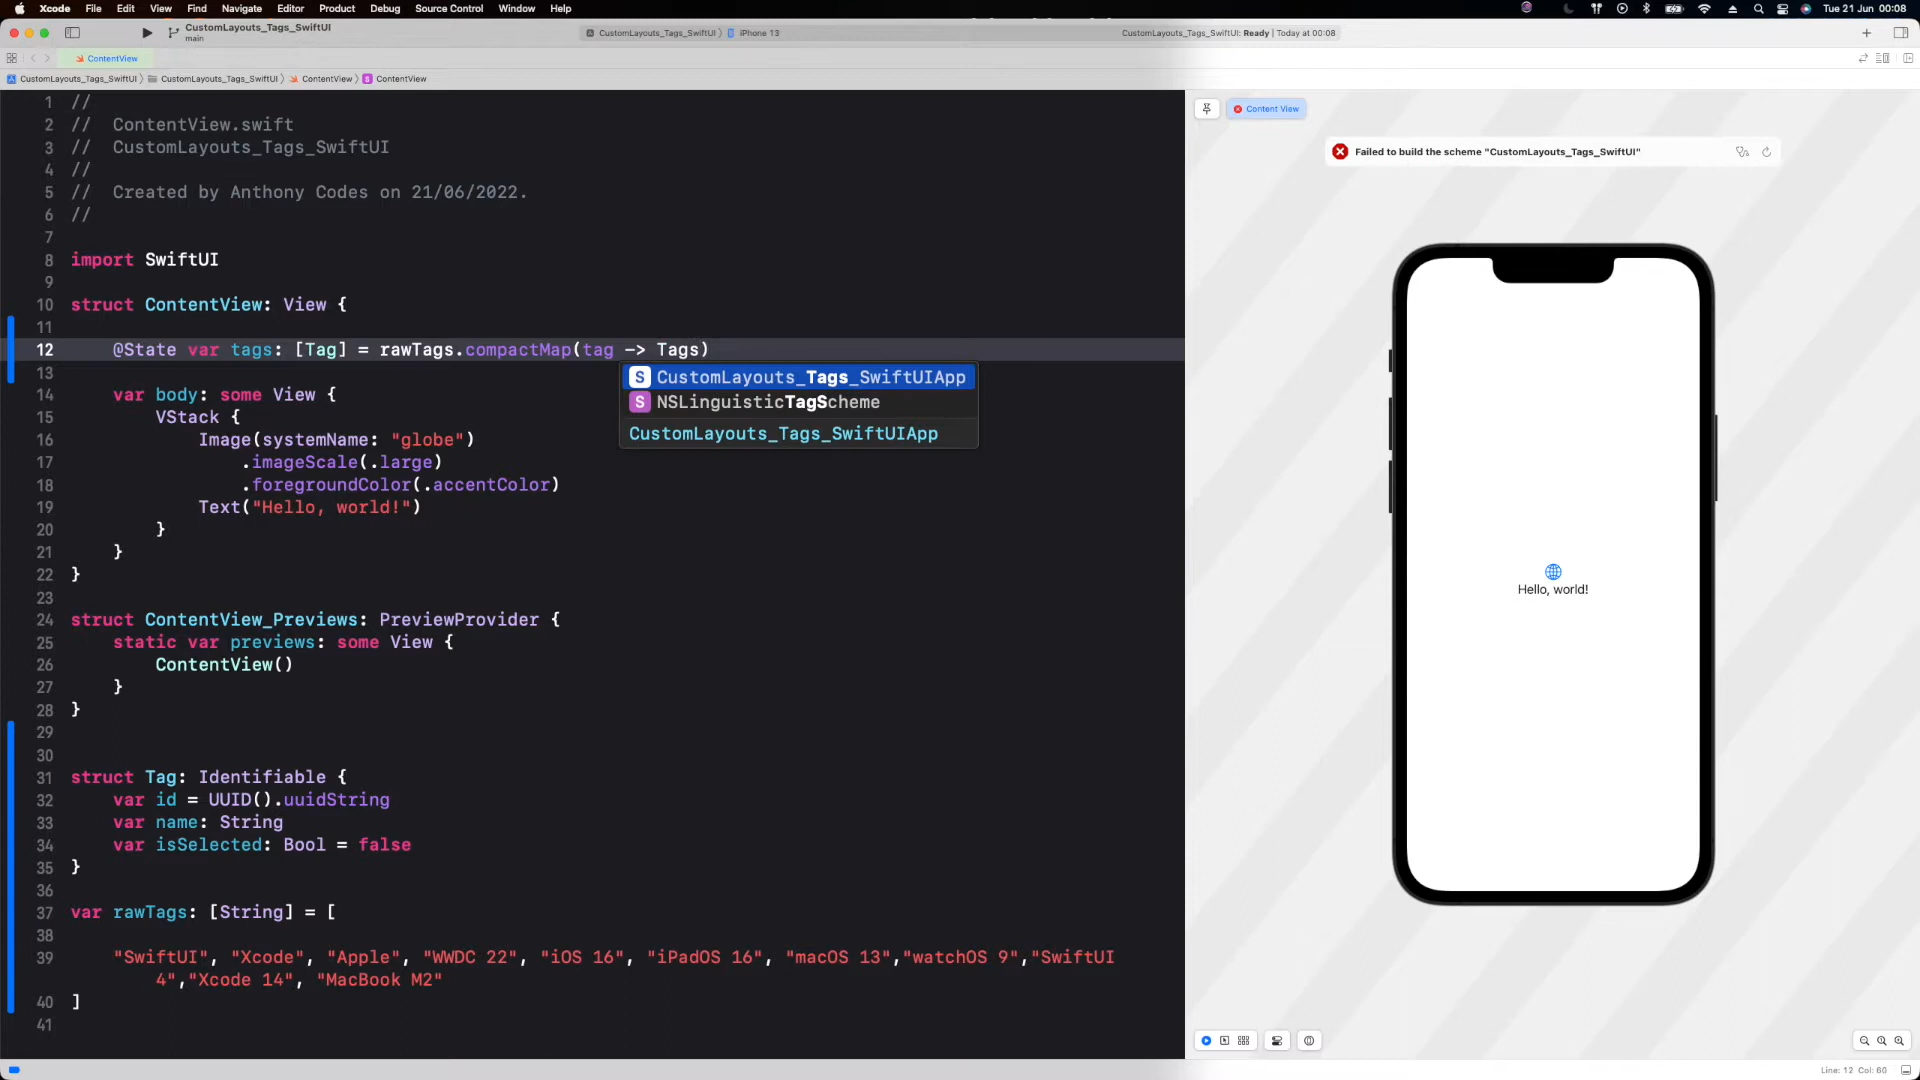 Xcode File Edit View Find Navigate Editor Product Debug Source Control Window Help Tue 21 Jun 00:08
CustomLayouts_Tags_SwiftUI
main
CustomLayouts_Tags_SwiftUI iPhone 13 CustomLayouts_Tags_SwiftUI: Ready | Today at 00:08
ContentView
CustomLayouts_Tags_SwiftUI CustomLayouts_Tags_SwiftUI ContentView ContentView
1 //
2 // ContentView.swift
3 // CustomLayouts_Tags_SwiftUI
4 //
5 // Created by Anthony Codes on 21/06/2022.
6 //
7
8 import SwiftUI
9
10 struct ContentView: View {
11
12 @State var tags: [Tag] = rawTags.compactMap(tag -> Tags)
S CustomLayouts_Tags_SwiftUIApp
S NSLinguisticTagScheme
CustomLayouts_Tags_SwiftUIApp
13
14 var body: some View {
15 VStack {
16 Image(systemName: "globe")
17 .imageScale(.large)
18 .foregroundColor(.accentColor)
19 Text("Hello, world!")
20 }
21 }
22 }
23
24 struct ContentView_Previews: PreviewProvider {
25 static var previews: some View {
26 ContentView()
27 }
28 }
29
30
31 struct Tag: Identifiable {
32 var id = UUID().uuidString
33 var name: String
34 var isSelected: Bool = false
35 }
36
37 var rawTags: [String] = [
38
39 "SwiftUI", "Xcode", "Apple", "WWDC 22", "iOS 16", "iPadOS 16", "macOS 13","watchOS 9","SwiftUI
4","Xcode 14", "MacBook M2"
40 ]
41
Content View
Failed to build the scheme "CustomLayouts_Tags_SwiftUI"
Hello, world!
Line: 12 Col: 60